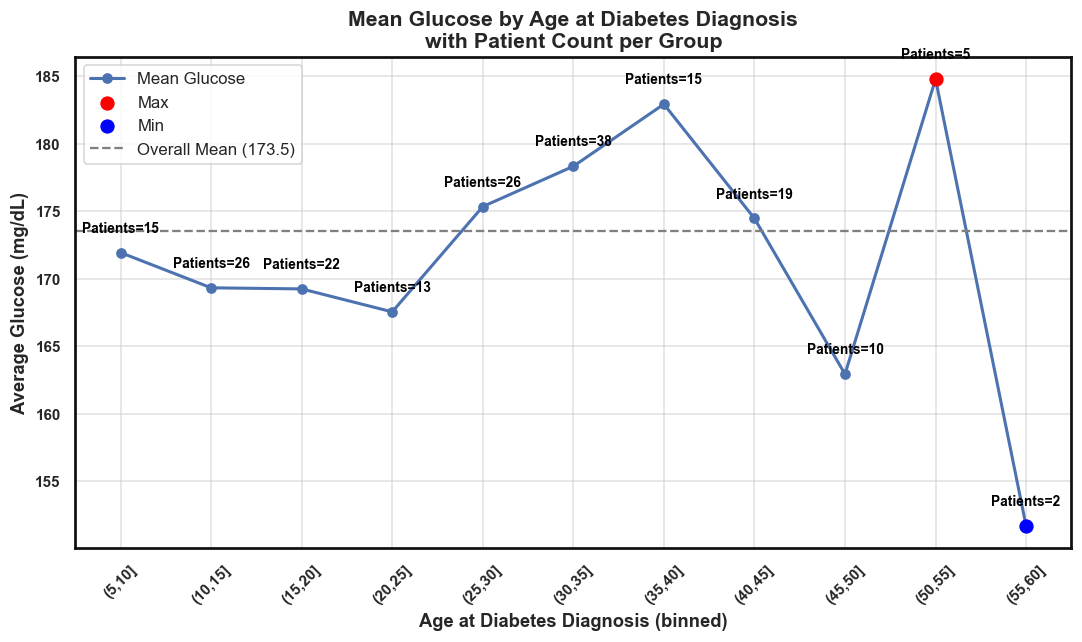 Mean Glucose by Age at Diabetes Diagnosis
with Patient Count per Group
Mean Glucose
Max
Min
Overall Mean (173.5)
Average Glucose (mg/dL)
185
180
175
170
165
160
155
Patients=15
Patients=26
Patients=22
Patients=13
Patients=26
Patients=38
Patients=15
Patients=19
Patients=10
Patients=5
Patients=2
(5,10]
(10,15]
(15,20]
(20,25]
(25,30]
(30,35]
(35,40]
(40,45]
(45,50]
(50,55]
(55,60]
Age at Diabetes Diagnosis (binned)